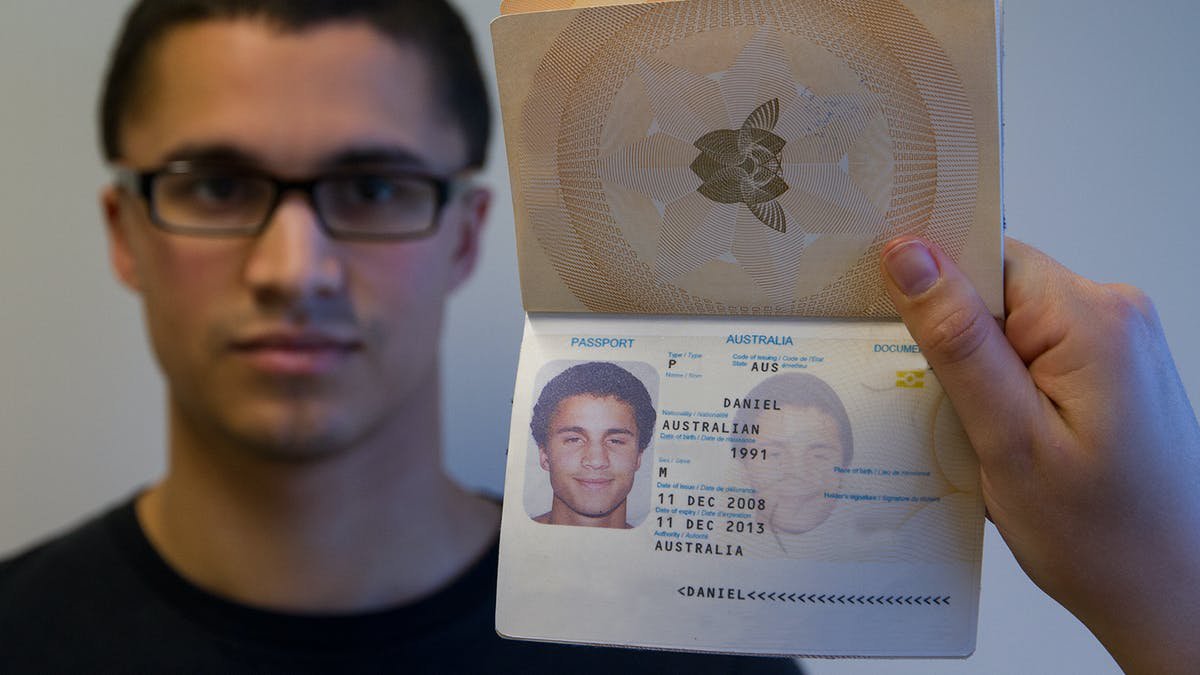 PASSPORT AUSTRALIA DOCUME
Type / Type Code of issuing / Code de l'Etat
P State AUS émetteur
Name / Nom
DANIEL
Nationality / Nationalité
AUSTRALIAN
Date of birth / Date de naissance
1991
Sex / Sexe Place of birth / Lieu de naissance
M
Date of issue / Date de délivrance Holder's signature / Signature du titulaire
11 DEC 2008
Date of expiry / Date d'expiration
11 DEC 2013
Authority / Autorité
AUSTRALIA
<DANIEL<<<<<<<<<<<<<<<<<<<<<<